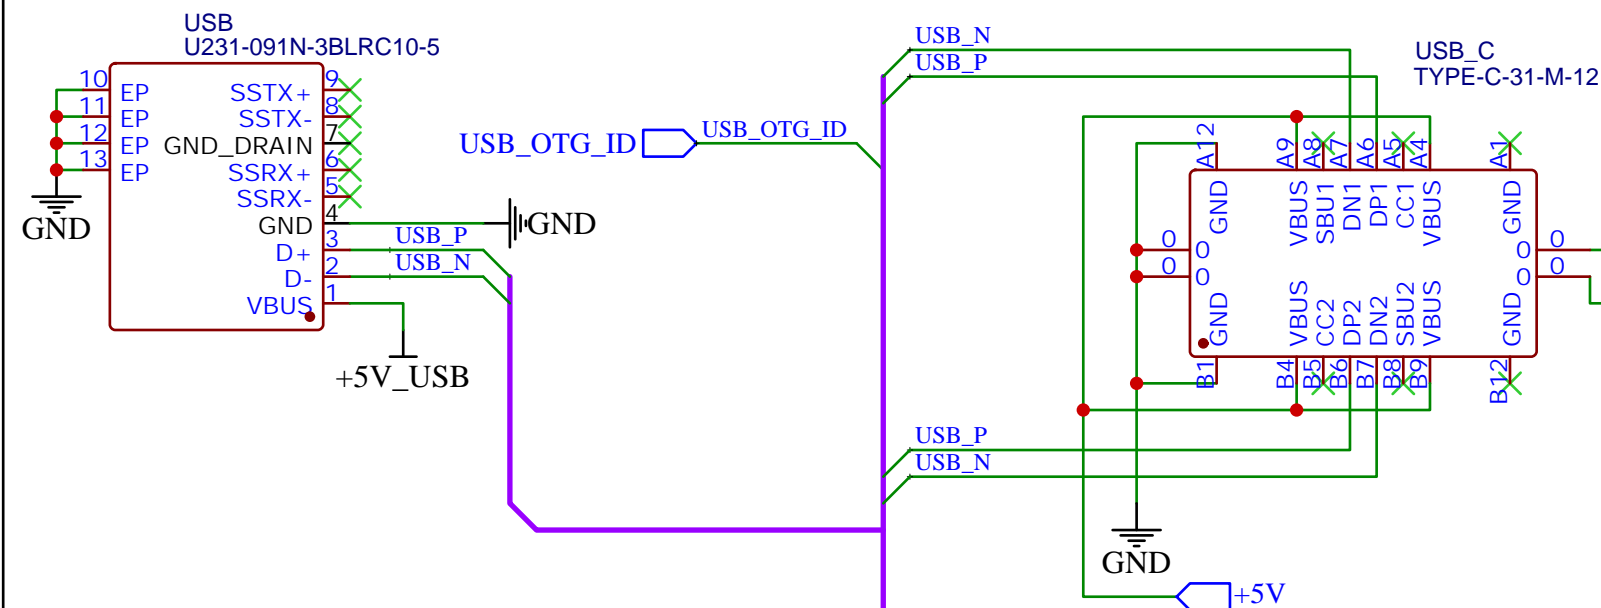 USB
U231-091N-3BLRC10-5
10 EP SSTX+ 9
11 EP SSTX- 8
12 EP GND_DRAIN 7
13 EP SSRX+ 6
SSRX- 5
GND 4
D+ 3
D- 2
VBUS 1
GND
GND
USB_P
USB_N
+5V_USB
USB_OTG_ID
USB_OTG_ID
USB_N
USB_P
USB_C
TYPE-C-31-M-12
A12 A9 A8 A7 A6 A5 A4 A1
GND VBUS SBU1 DN1 DP1 CC1 VBUS GND
0 0 0 0
0 0 0 0
GND VBUS CC2 DP2 DN2 SBU2 VBUS GND
B1 B4 B5 B6 B7 B8 B9 B12
USB_P
USB_N
GND
+5V